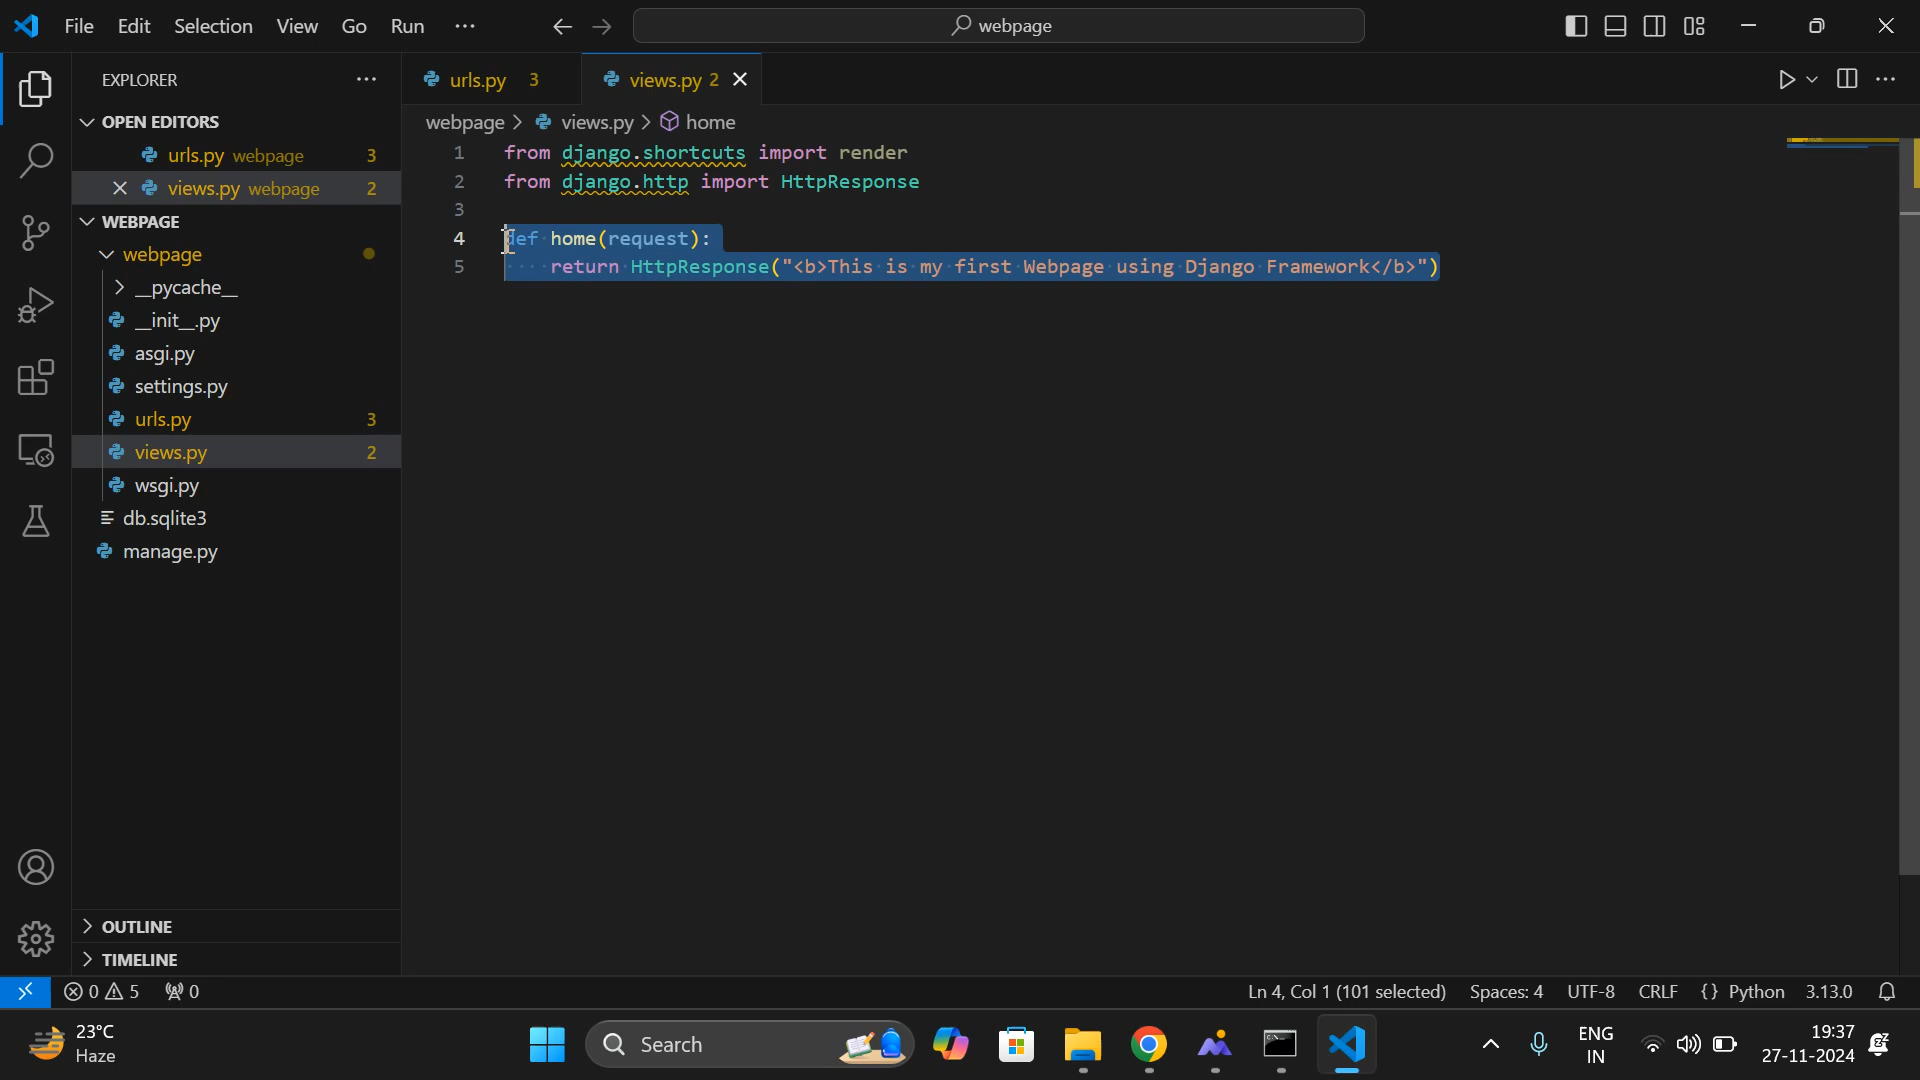 File Edit Selection View Go Run ···
webpage
EXPLORER
OPEN EDITORS
urls.py webpage 3
views.py webpage 2
WEBPAGE
webpage
__pycache__
__init__.py
asgi.py
settings.py
urls.py 3
views.py 2
wsgi.py
db.sqlite3
manage.py
OUTLINE
TIMELINE
urls.py 3
views.py 2
webpage > views.py > home
1 from django.shortcuts import render
2 from django.http import HttpResponse
3
4 def home(request):
5 ····return HttpResponse("<b>This is my first Webpage using Django Framework</b>")
0 5 0
Ln 4, Col 1 (101 selected) Spaces: 4 UTF-8 CRLF {} Python 3.13.0
23°C
Haze
Search
ENG
IN
19:37
27-11-2024